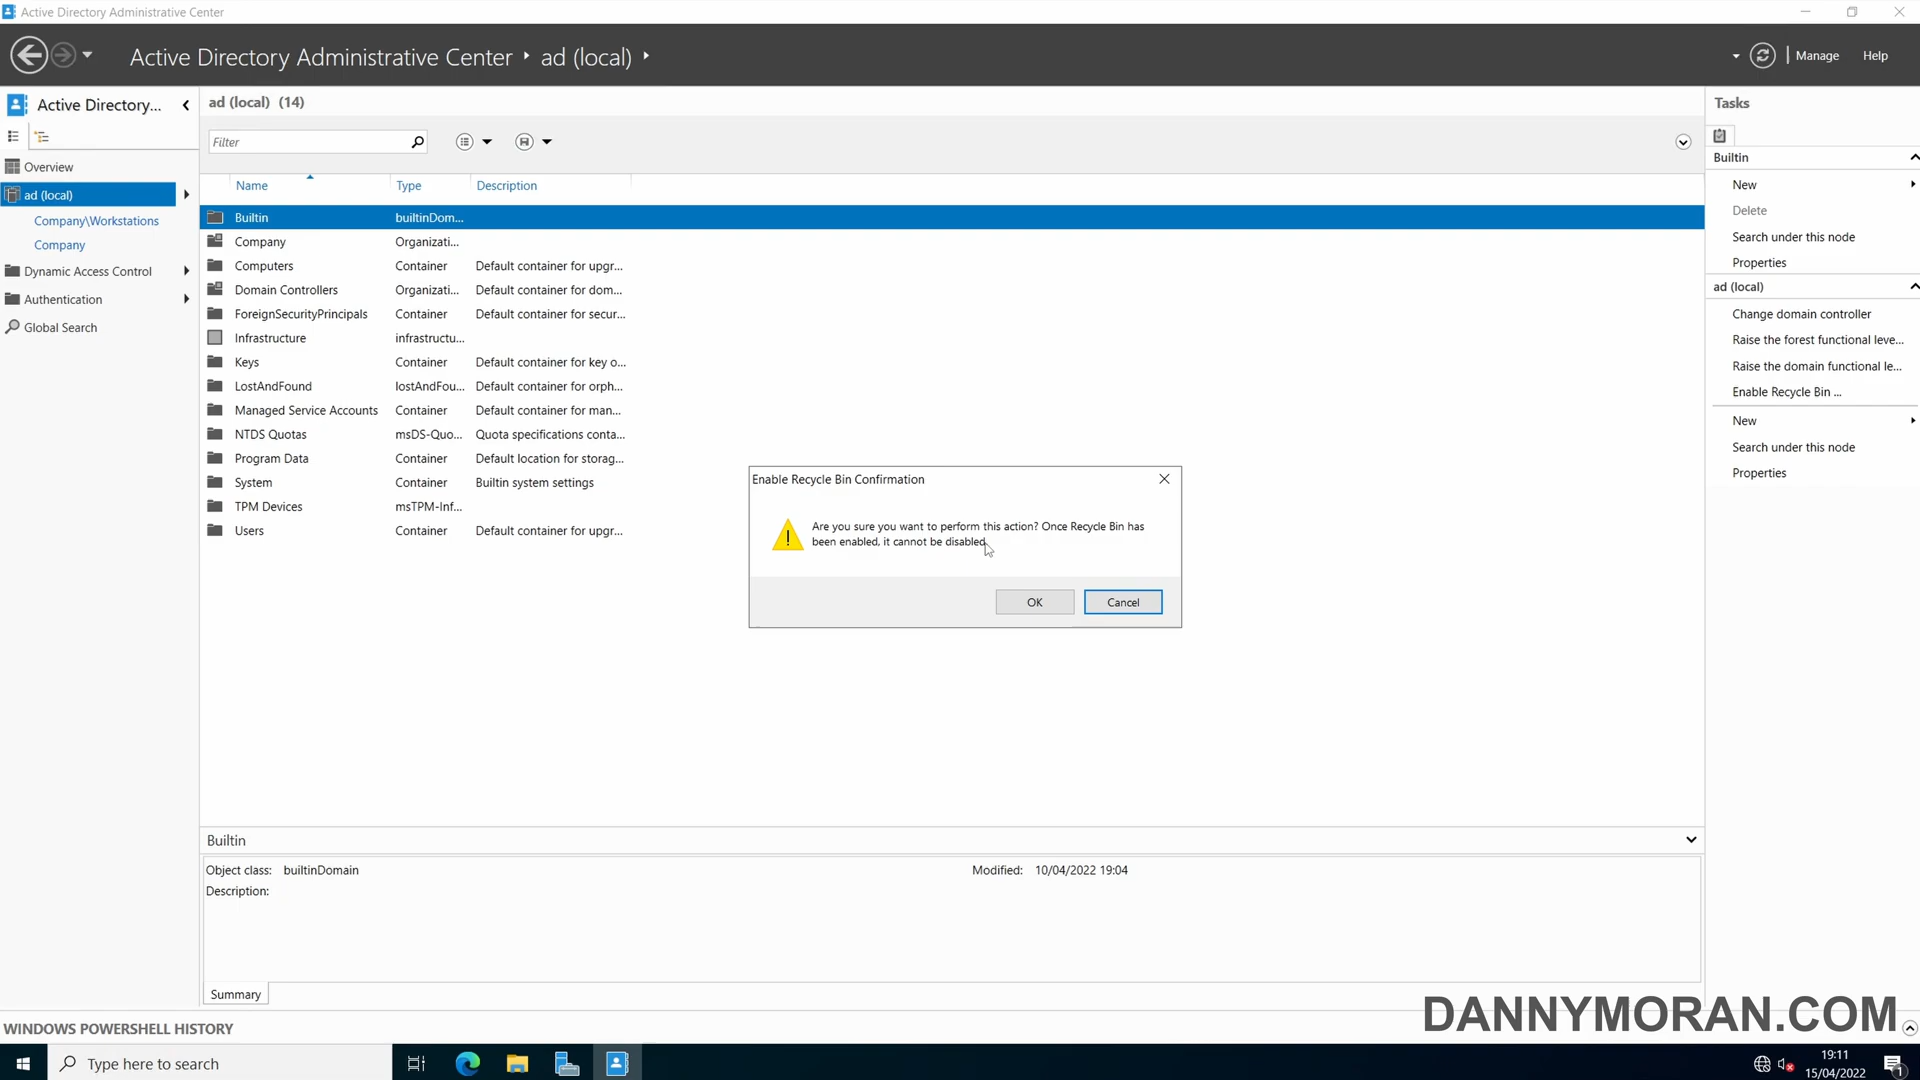 Active Directory Administrative Center
Active Directory Administrative Center ad (local)
Manage Help
Active Directory...
Overview
ad (local)
Company\Workstations
Company
Dynamic Access Control
Authentication
Global Search
ad (local) (14)
Filter
Name Type Description
Builtin builtinDom...
Company Organizati...
Computers Container Default container for upgr...
Domain Controllers Organizati... Default container for dom...
ForeignSecurityPrincipals Container Default container for secur...
Infrastructure infrastructu...
Keys Container Default container for key o...
LostAndFound lostAndFou... Default container for orph...
Managed Service Accounts Container Default container for man...
NTDS Quotas msDS-Quo... Quota specifications conta...
Program Data Container Default location for storag...
System Container Builtin system settings
TPM Devices msTPM-Inf...
Users Container Default container for upgr...
Enable Recycle Bin Confirmation
Are you sure you want to perform this action? Once Recycle Bin has
been enabled, it cannot be disabled.
OK Cancel
Tasks
Builtin
New
Delete
Search under this node
Properties
ad (local)
Change domain controller
Raise the forest functional leve...
Raise the domain functional le...
Enable Recycle Bin ...
New
Search under this node
Properties
Builtin
Object class: builtinDomain Modified: 10/04/2022 19:04
Description:
Summary
DANNYMORAN.COM
WINDOWS POWERSHELL HISTORY
Type here to search
19:11
15/04/2022
1